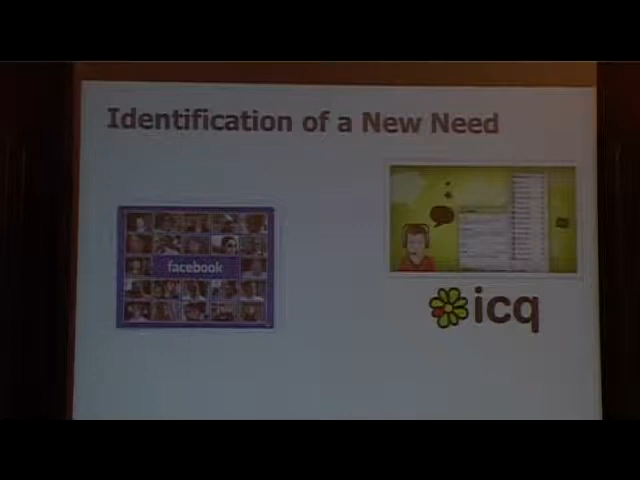 Identification of a New Need
facebook
icq